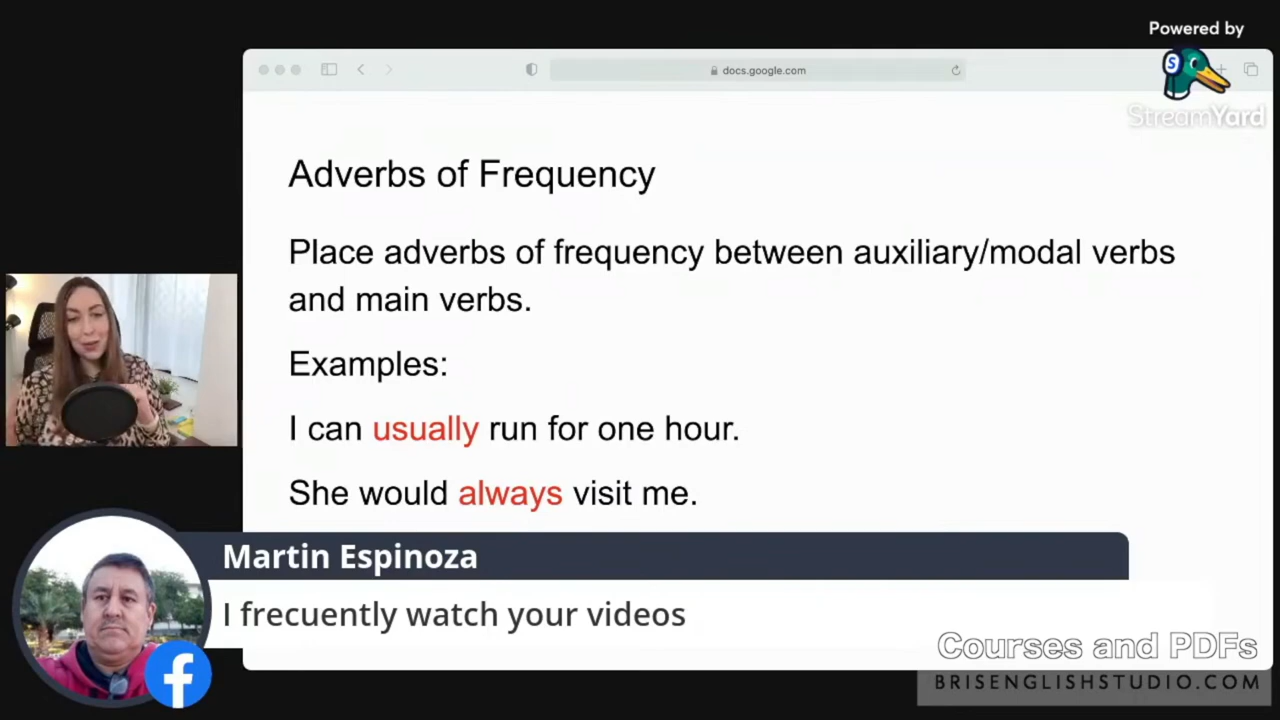 Powered by
StreamYard
docs.google.com
Adverbs of Frequency
Place adverbs of frequency between auxiliary/modal verbs
and main verbs.
Examples:
I can usually run for one hour.
She would always visit me.
Martin Espinoza
I frecuently watch your videos
Courses and PDFs
BRISENGLISHSTUDIO.COM